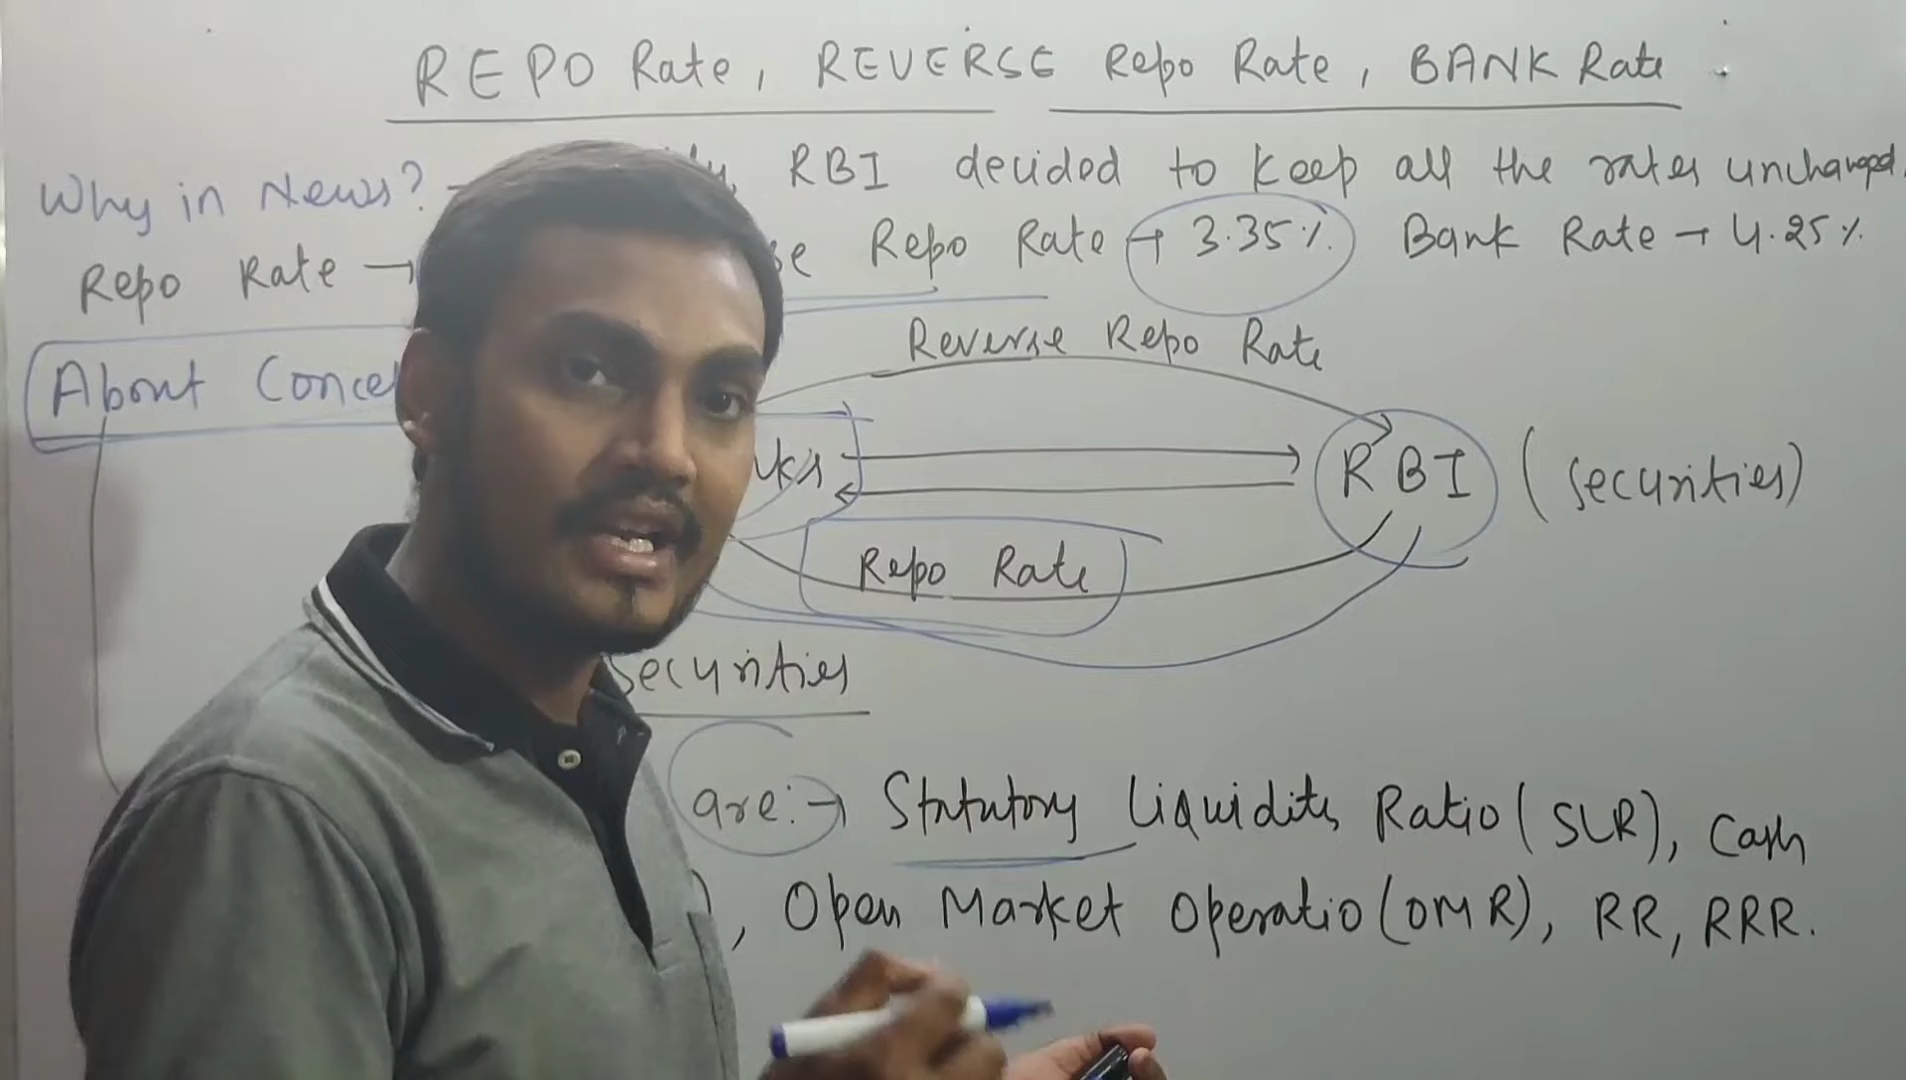 REPO Rate, REVERSE Repo Rate, BANK Rate
Why in News? - RBI decided to keep all the rates unchanged.
Repo Rate → Repo Rate → 3.35% Bank Rate → 4.25%
Reverse Repo Rate
About
RBI (securities)
Repo Rate
Securities
are:→ Statutory Liquidity Ratio (SLR), Cash
, Open Market Operatio (OMR), RR, RRR.